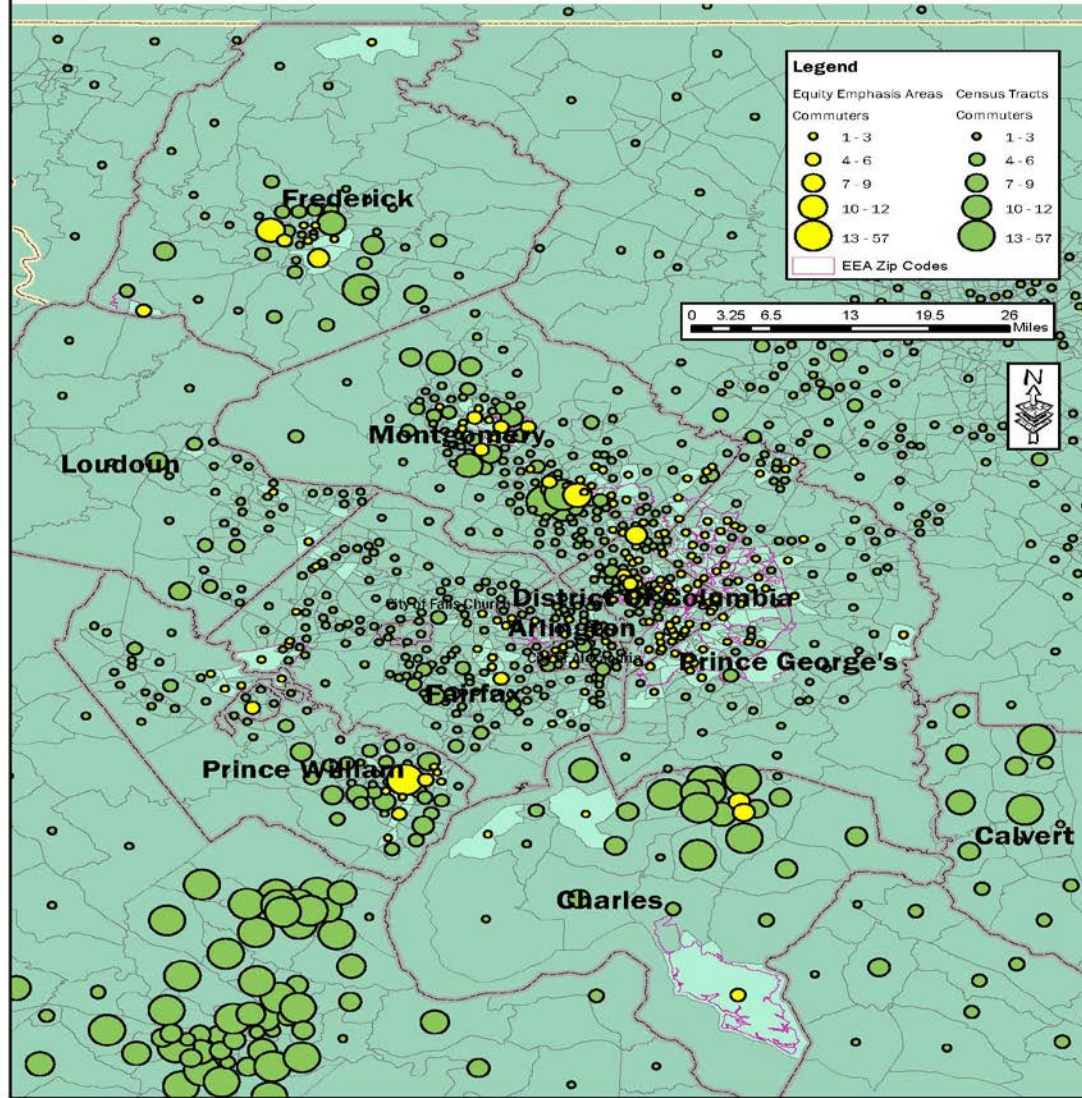 Legend
Equity Emphasis Areas Census Tracts
Commuters Commuters
1 - 3 1 - 3
4 - 6 4 - 6
7 - 9 7 - 9
10 - 12 10 - 12
13 - 57 13 - 57
EEA Zip Codes
0 3.25 6.5 13 19.5 26
Miles
N
Frederick
Montgomery
Loudoun
District of Columbia
City of Falls Church
Arlington
Prince George's
Fairfax
Prince William
Calvert
Charles